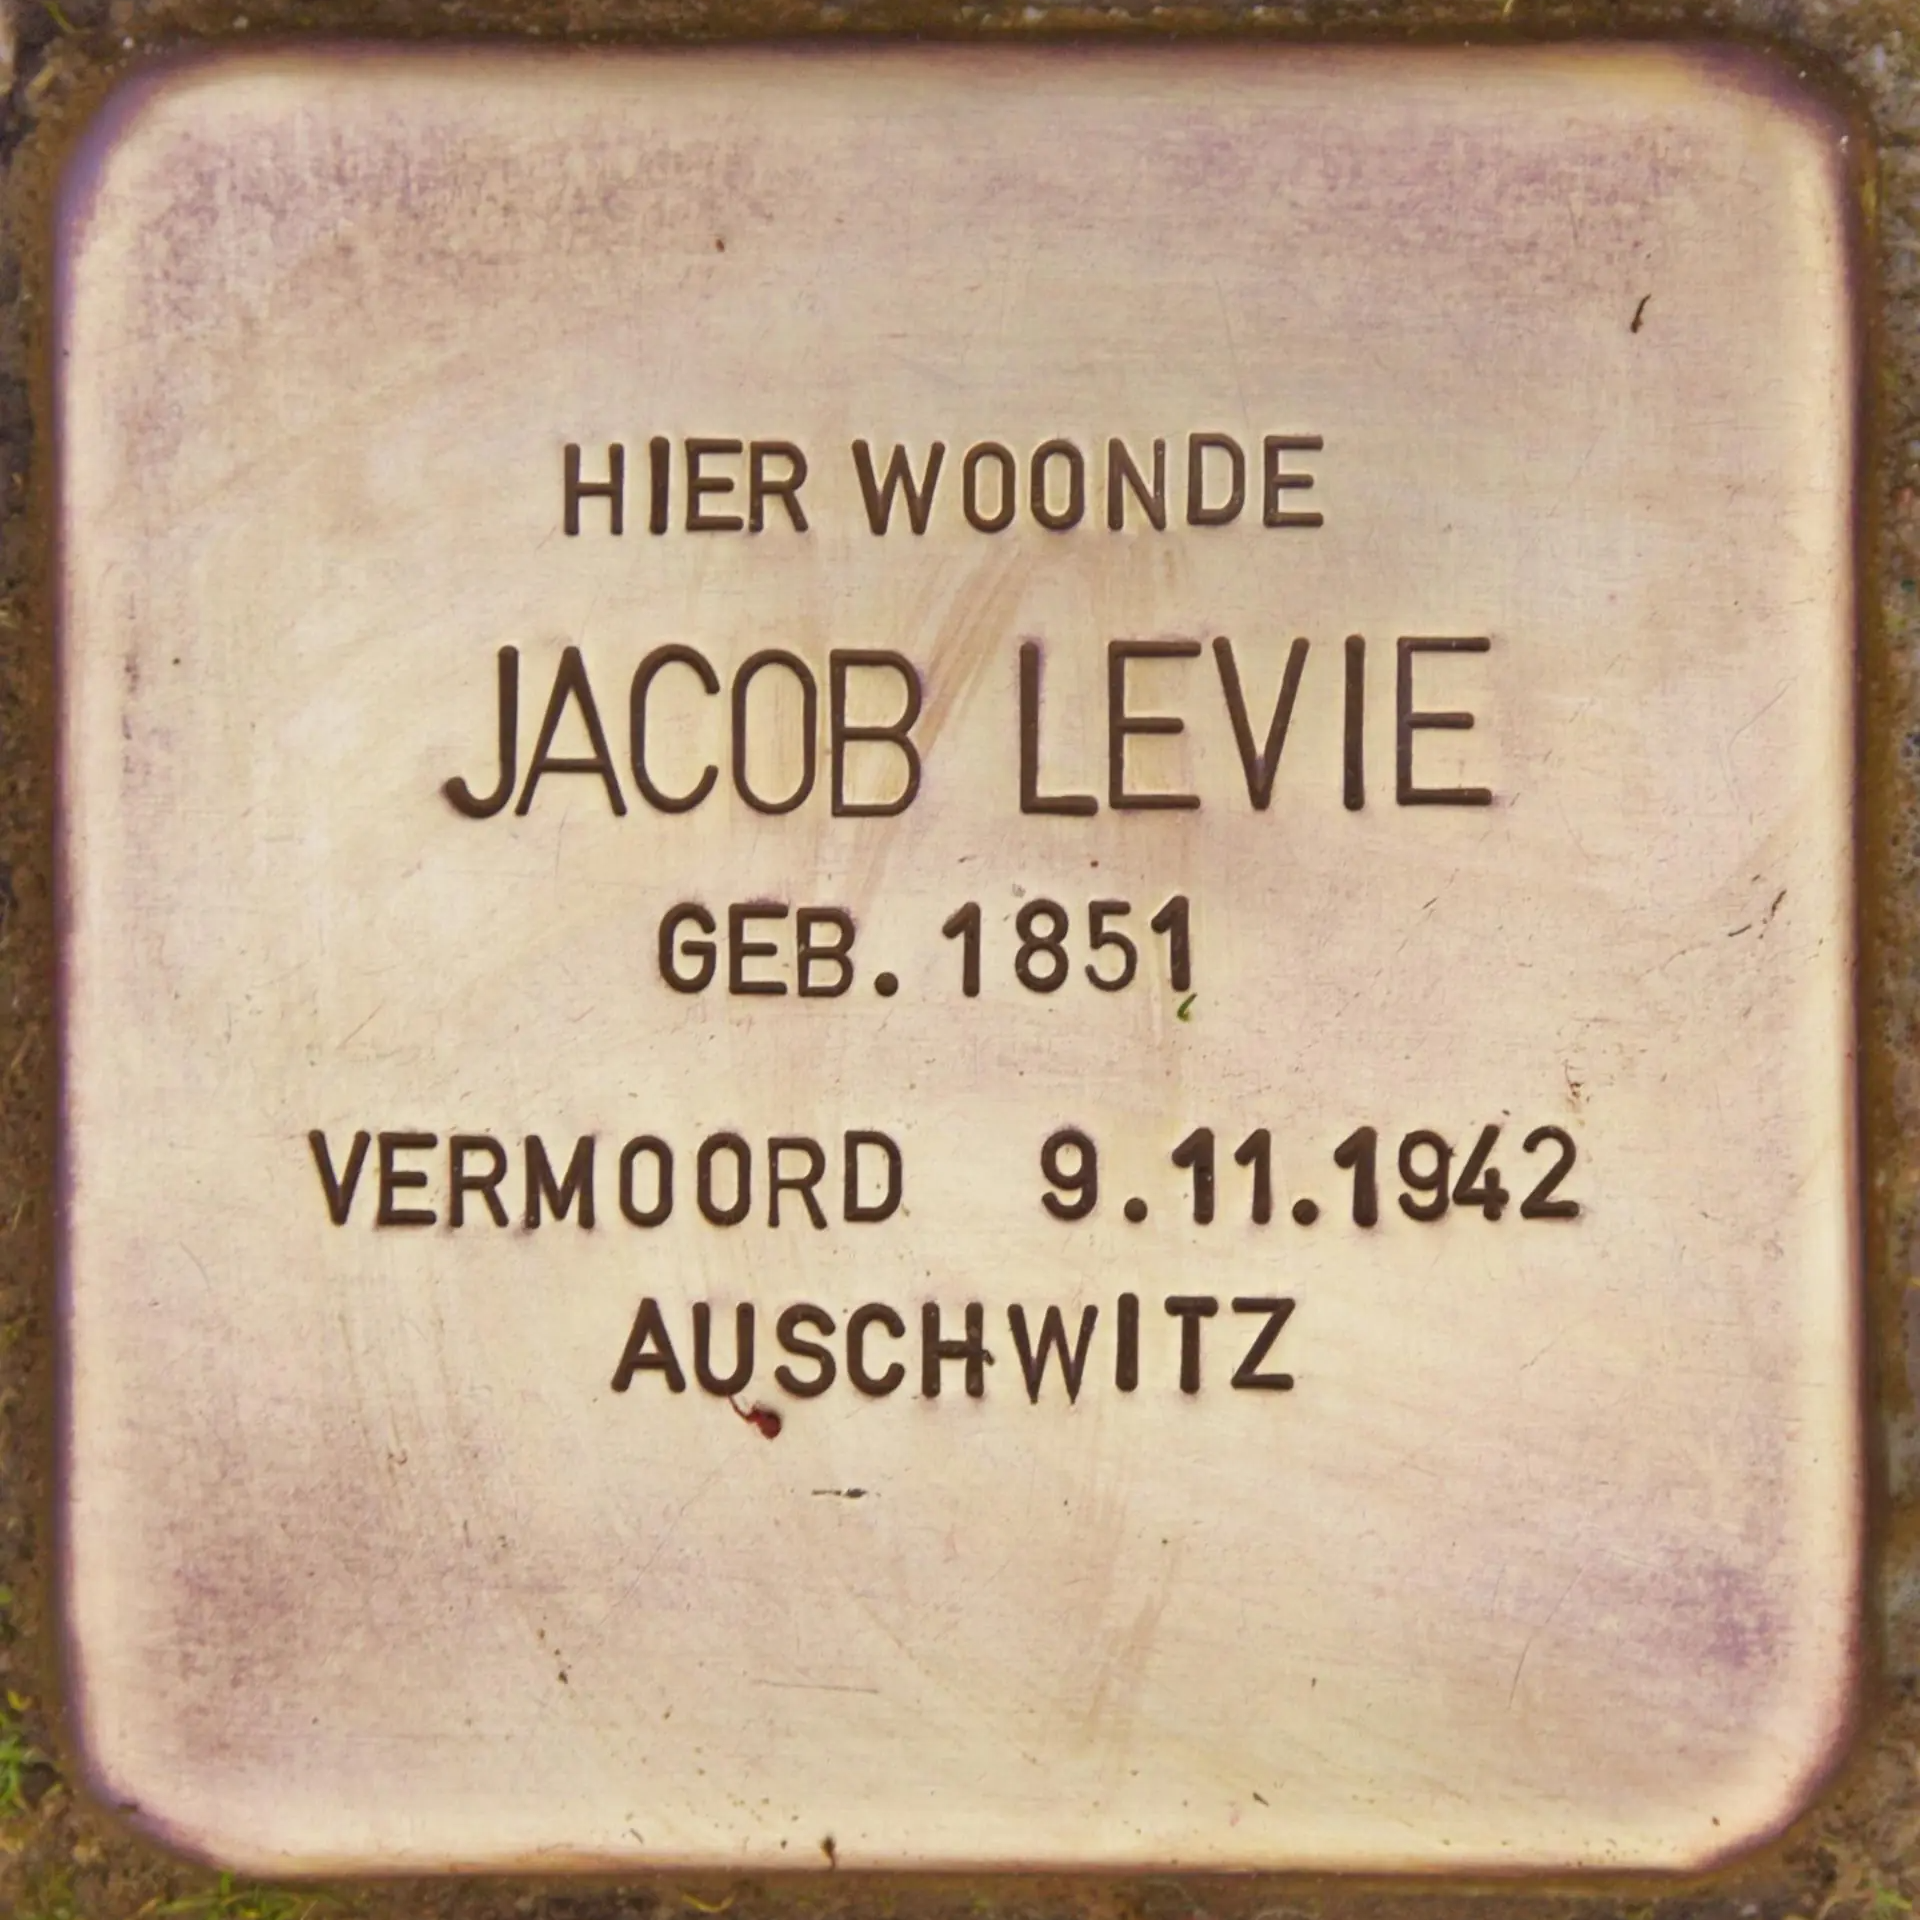 HIER WOONDE
JACOB LEVIE
GEB. 1851
VERMOORD 9.11.1942
AUSCHWITZ